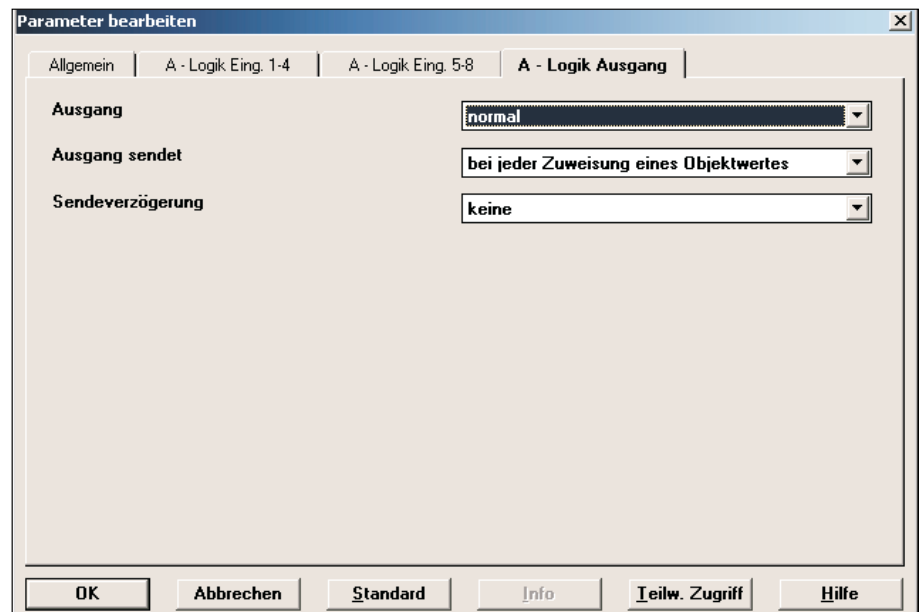 Parameter bearbeiten
Allgemein A - Logik Eing. 1-4 A - Logik Eing. 5-8 A - Logik Ausgang
Ausgang normal
Ausgang sendet bei jeder Zuweisung eines Objektwertes
Sendeverzögerung keine
OK Abbrechen Standard Info Teilw. Zugriff Hilfe